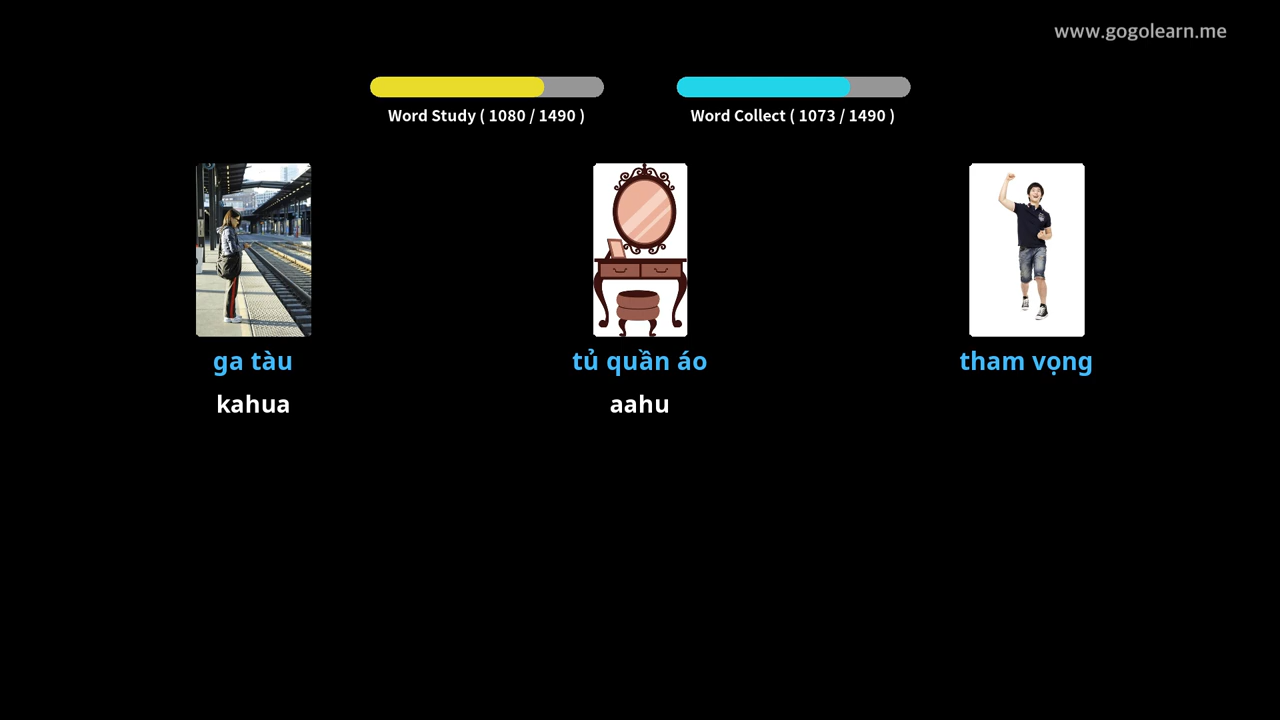 www.gogolearn.me
Word Study ( 1080 / 1490 )
Word Collect ( 1073 / 1490 )
ga tàu
tủ quần áo
tham vọng
kahua
aahu